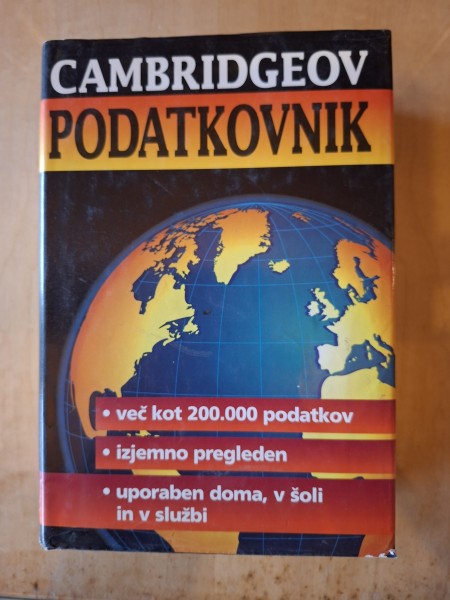 CAMBRIDGEOV
PODATKOVNIK
• več kot 200.000 podatkov
• izjemno pregleden
• uporaben doma, v šoli
in v službi